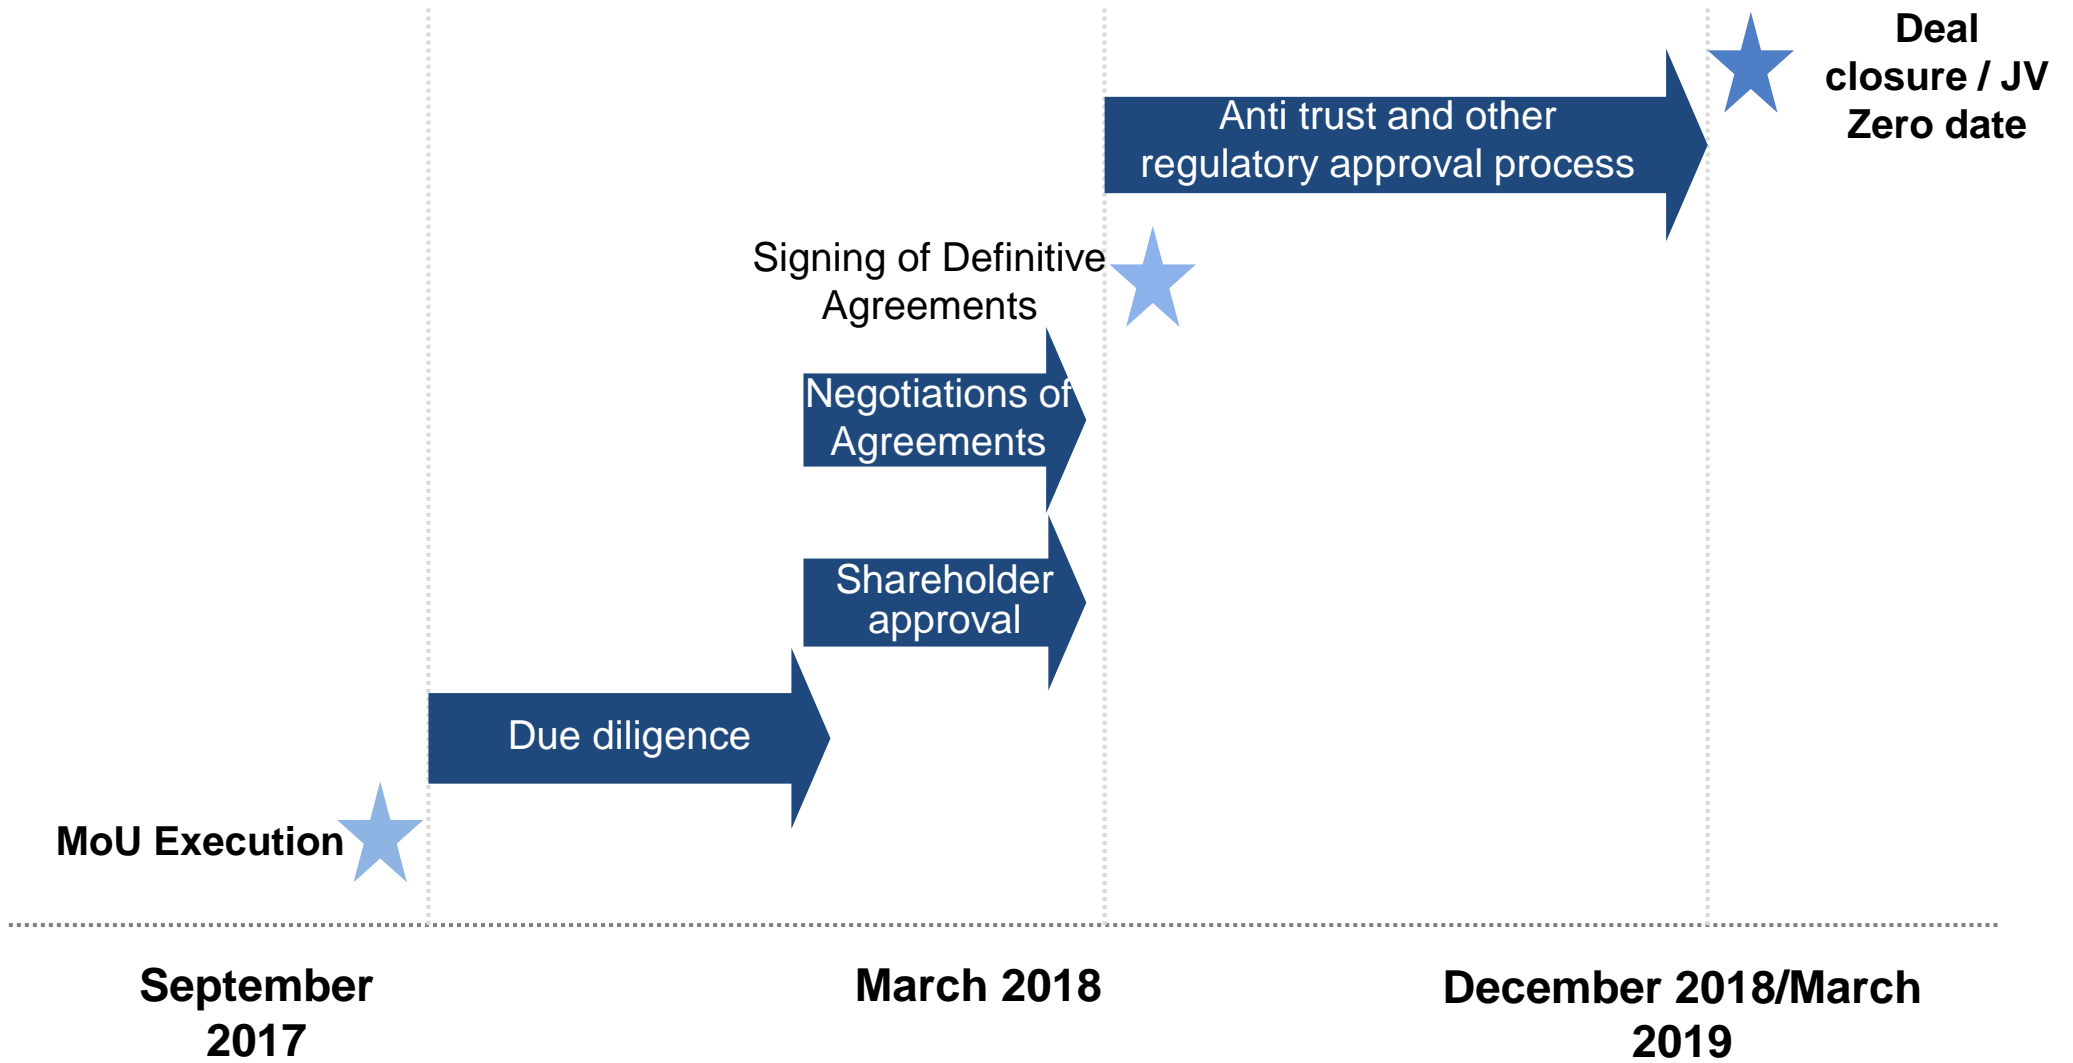 Deal
closure / JV
Zero date
Anti trust and other
regulatory approval process
Signing of Definitive
Agreements
Negotiations of
Agreements
Shareholder
approval
Due diligence
MoU Execution
September
2017
March 2018
December 2018/March
2019